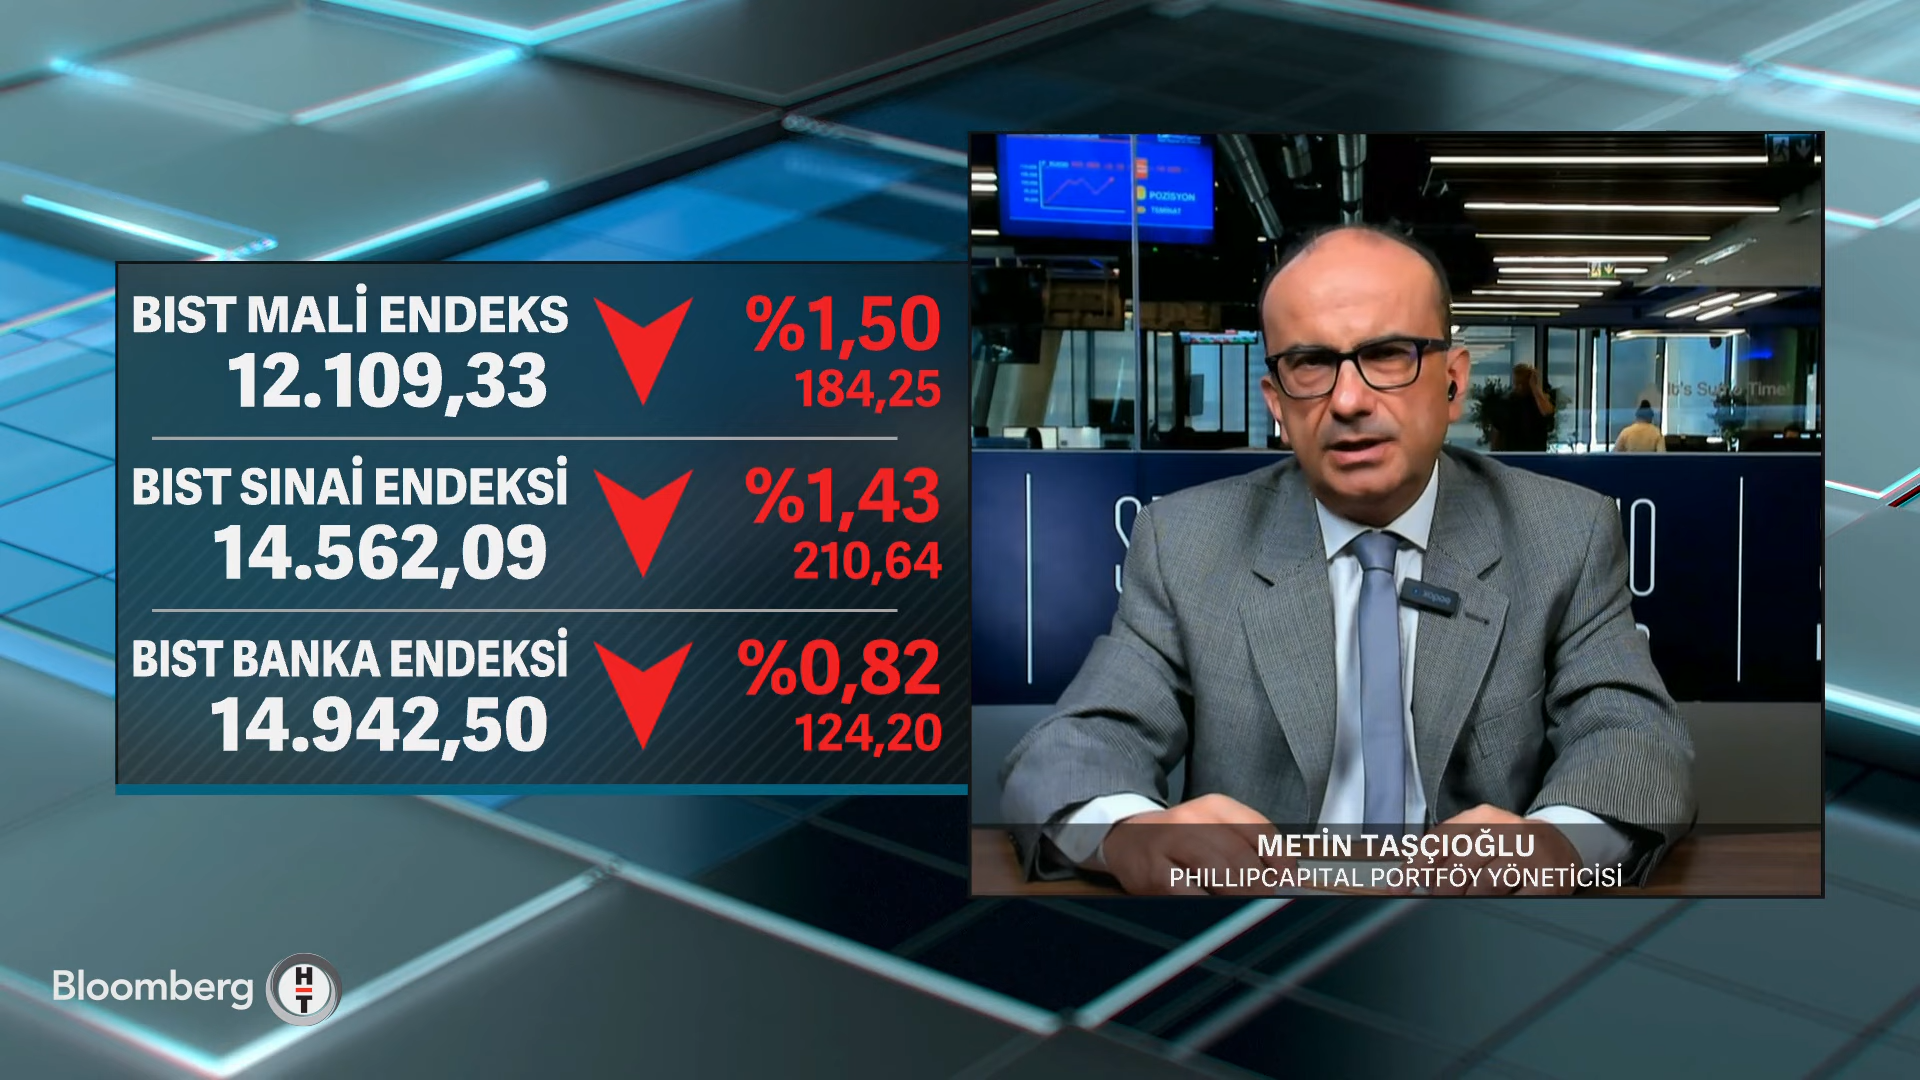 BIST MALİ ENDEKS
12.109,33
%1,50
184,25
BIST SINAİ ENDEKSİ
14.562,09
%1,43
210,64
BIST BANKA ENDEKSİ
14.942,50
%0,82
124,20
POZİSYON
TEMİNAT
METİN TAŞÇIOĞLU
PHILLIPCAPITAL PORTFÖY YÖNETİCİSİ
Bloomberg HT